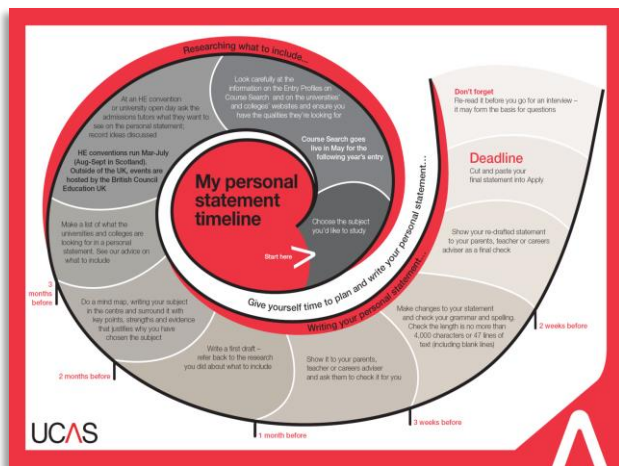 Researching what to include...
My personal
statement
timeline
Start here
Choose the subject
you'd like to study
Course Search goes
live in May for the
following year's entry
Look carefully at the
information on the Entry Profiles on
Course Search and on the universities'
and colleges' websites and ensure you
have the qualities they're looking for
At an HE convention
or university open day ask the
admissions tutors what they want to
see on the personal statement;
record ideas discussed
HE conventions run Mar-July
(Aug-Sept in Scotland).
Outside of the UK, events are
hosted by the British Council
Education UK
Make a list of what the
universities and colleges are
looking for in a personal
statement. See our advice on
what to include
3
months
before
Do a mind map, writing your subject
in the centre and surround it with
key points, strengths and evidence
that justifies why you have
chosen the subject
2 months before
Give yourself time to plan and write your personal statement...
Writing your personal statement...
Write a first draft –
refer back to the research
you did about what to include
1 month before
Show it to your parents,
teacher or careers adviser
and ask them to check it for you
3 weeks before
Make changes to your statement
and check your grammar and spelling.
Check the length is no more than
4,000 characters or 47 lines of
text (including blank lines)
2 weeks before
Show your re-drafted statement
to your parents, teacher or careers
adviser as a final check
Deadline
Cut and paste your
final statement into Apply
Don't forget
Re-read it before you go for an interview –
it may form the basis for questions
UCAS